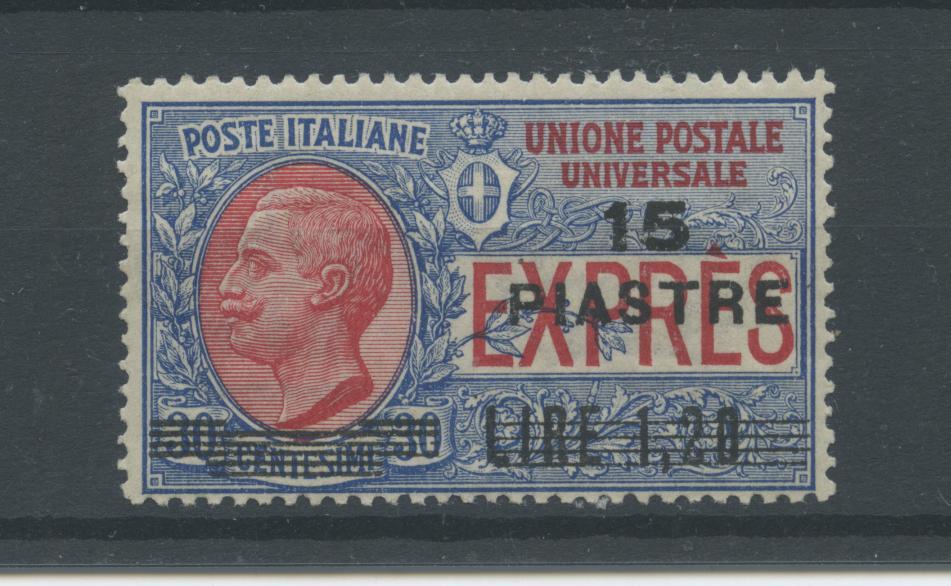 POSTE ITALIANE
UNIONE POSTALE
UNIVERSALE
15
EXPRÈS
PIASTRE
30 CENTESIMI 30
LIRE 1,20